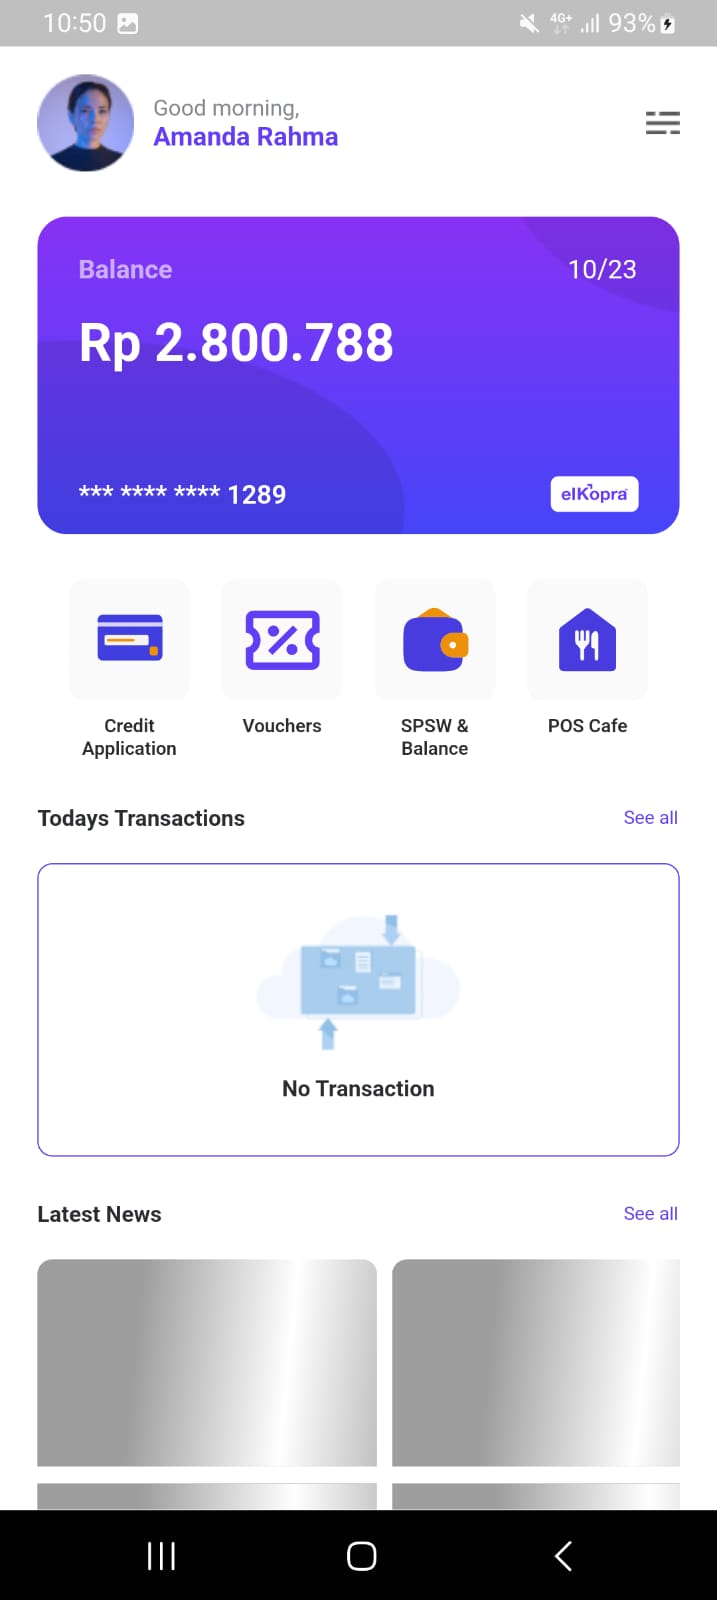 10:50
4G+
93%
Good morning,
Amanda Rahma
Balance
10/23
Rp 2.800.788
*** **** **** 1289
elKopra
Credit
Application
Vouchers
SPSW &
Balance
POS Cafe
Todays Transactions
See all
No Transaction
Latest News
See all